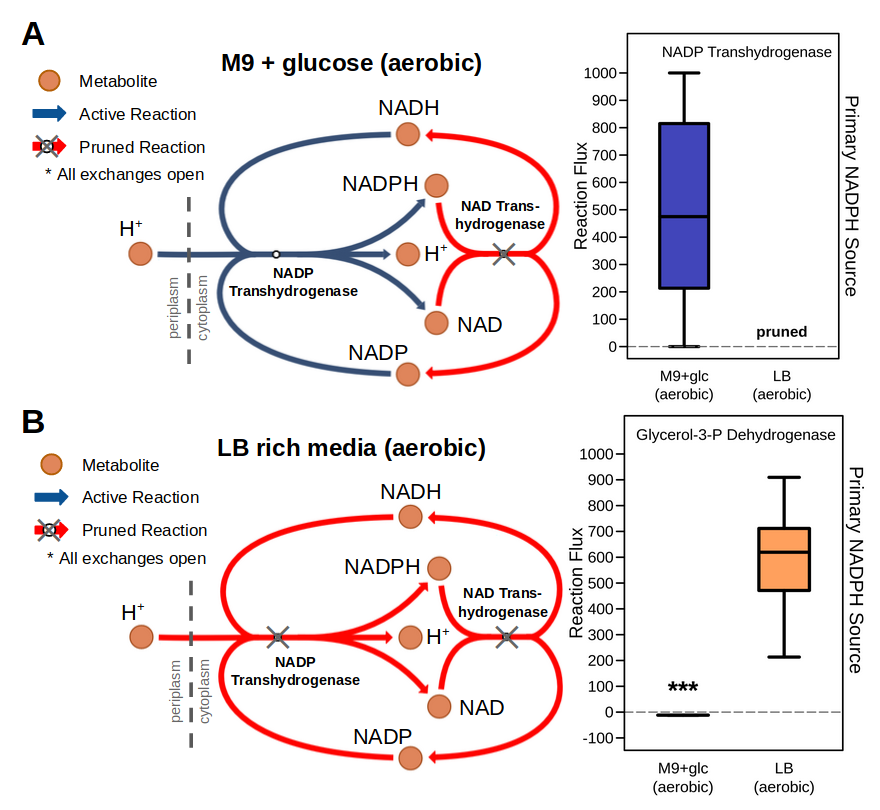 A
M9 + glucose (aerobic)
Metabolite
Active Reaction
Pruned Reaction
* All exchanges open
H+
periplasm
cytoplasm
NADH
NADPH
NAD Trans-
hydrogenase
H+
NADP
Transhydrogenase
NAD
NADP
NADP Transhydrogenase
Reaction Flux
1000
900
800
700
600
500
400
300
200
100
0
pruned
M9+glc
(aerobic)
LB
(aerobic)
Primary NADPH Source
B
LB rich media (aerobic)
Metabolite
Active Reaction
Pruned Reaction
* All exchanges open
H+
periplasm
cytoplasm
NADH
NADPH
NAD Trans-
hydrogenase
H+
NADP
Transhydrogenase
NAD
NADP
Glycerol-3-P Dehydrogenase
Reaction Flux
1000
900
800
700
600
500
400
300
200
100
0
-100
***
M9+glc
(aerobic)
LB
(aerobic)
Primary NADPH Source